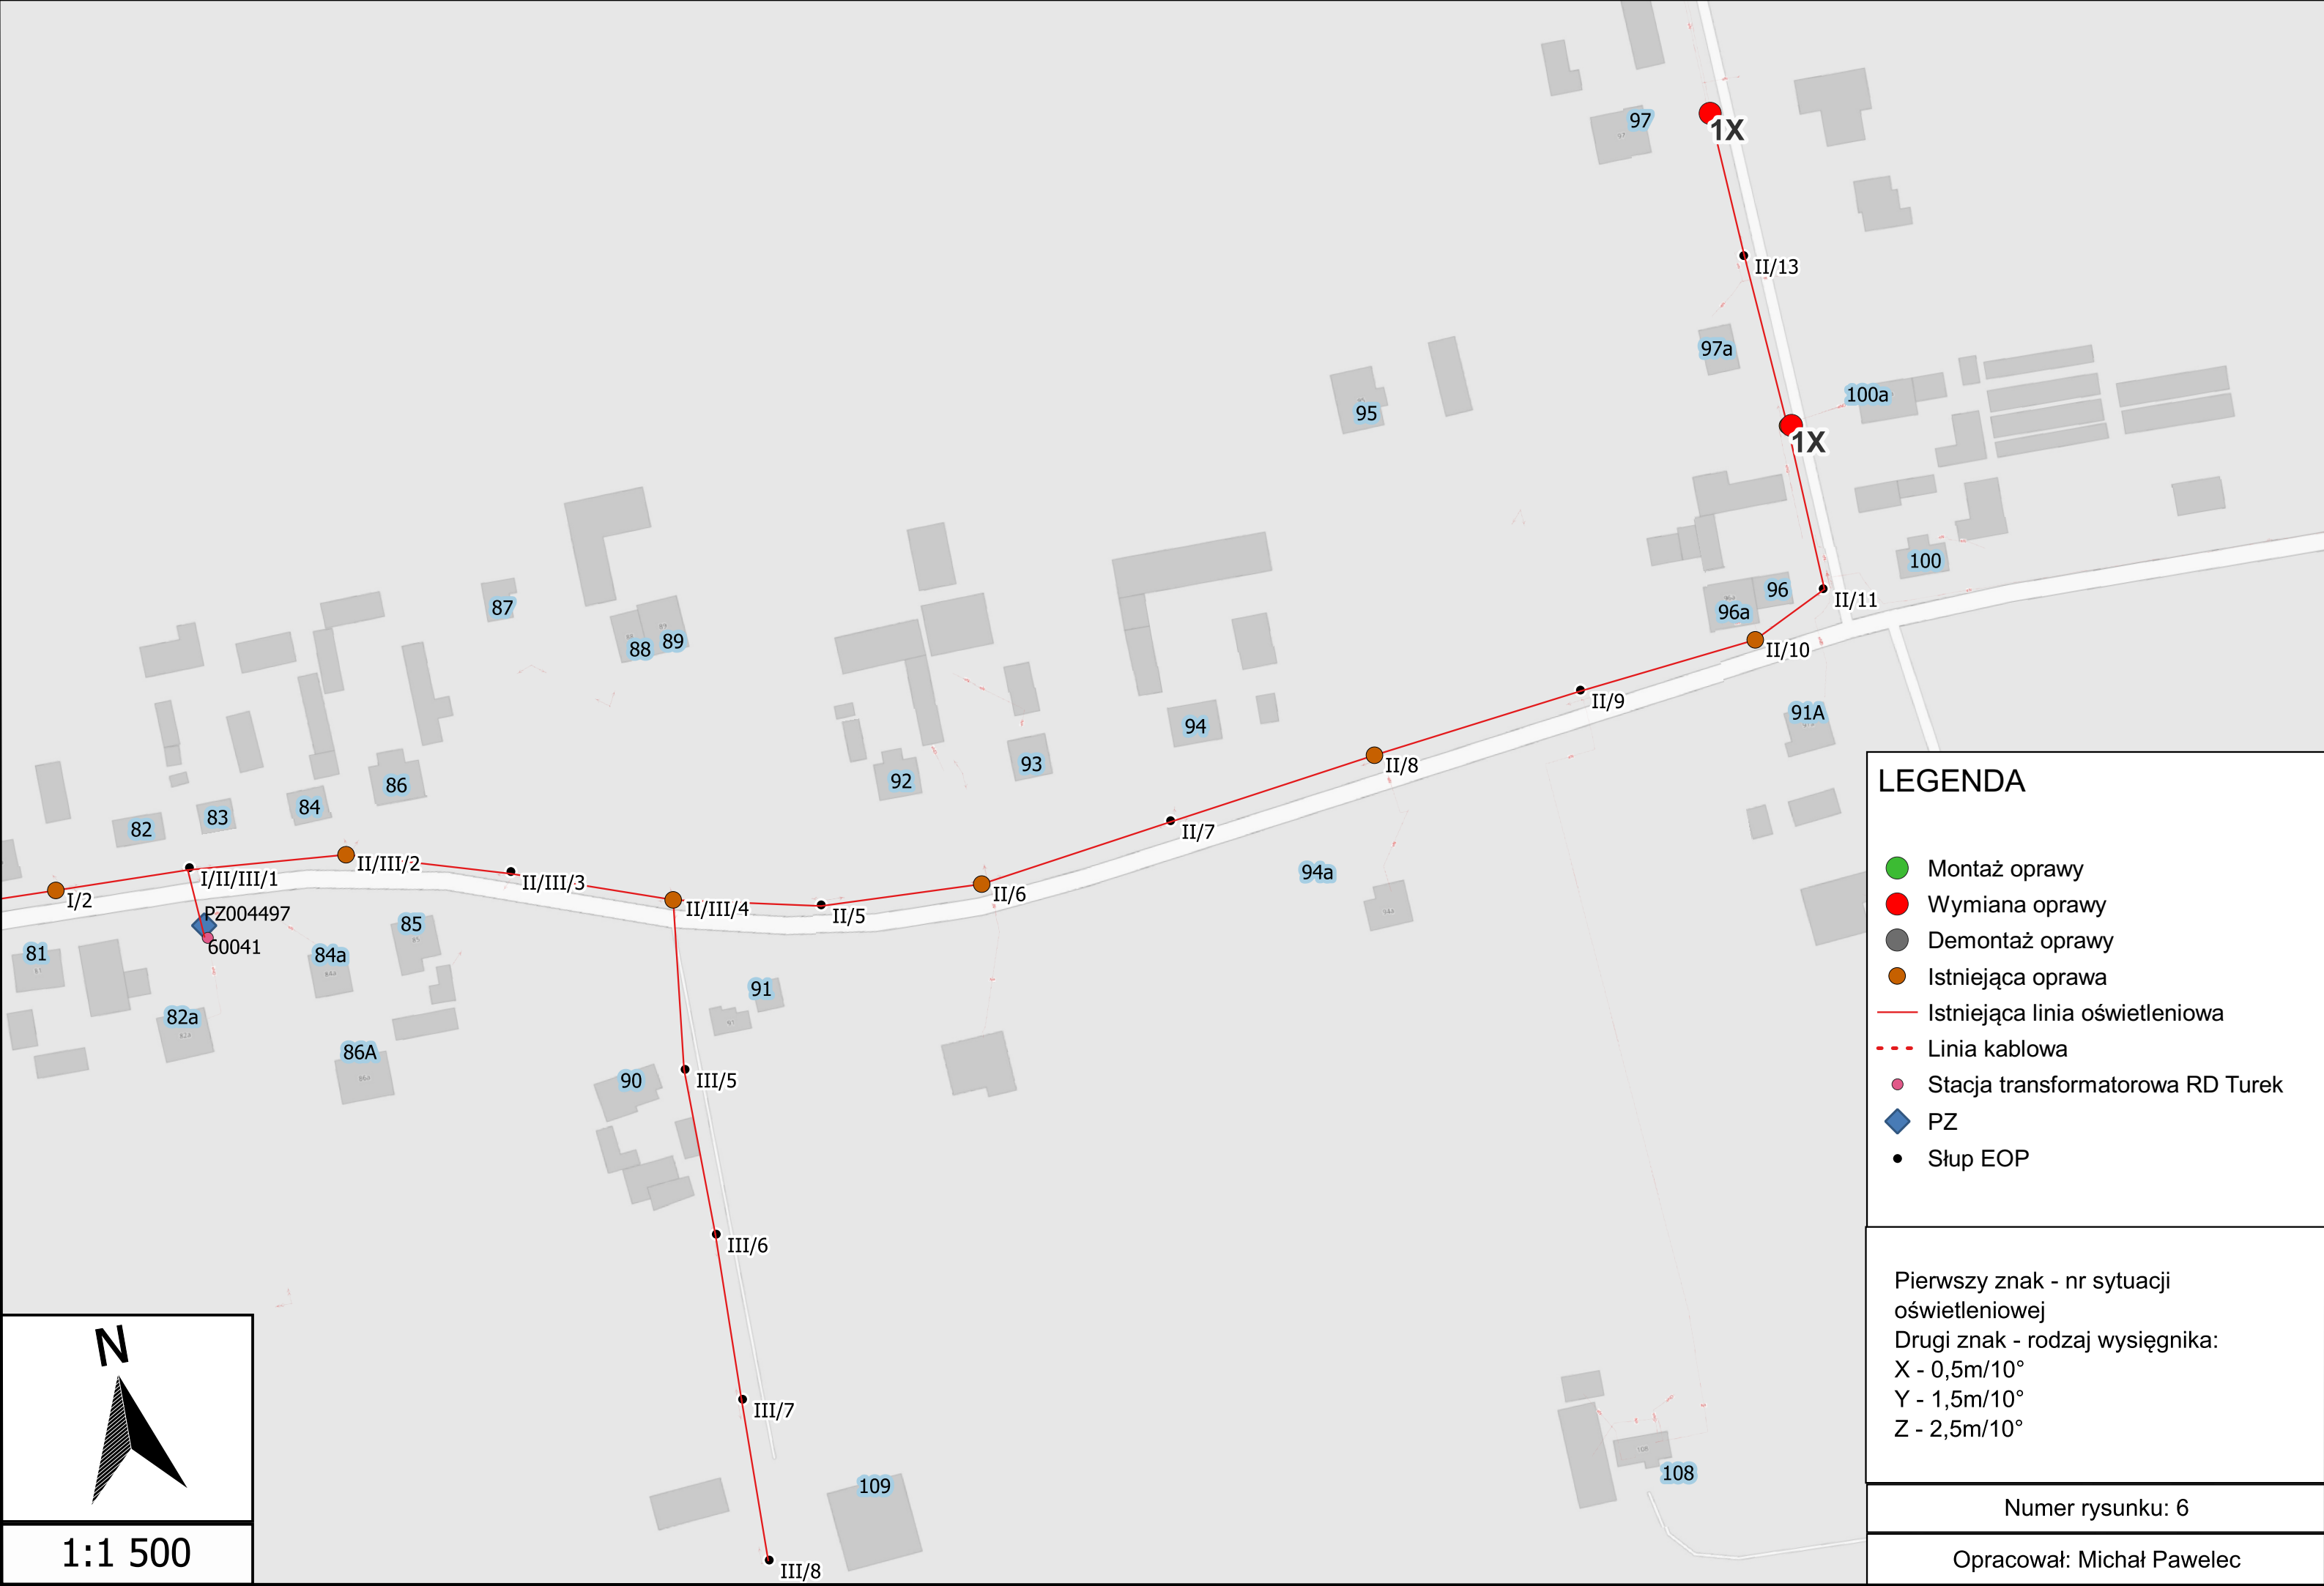 97
1X
II/13
97a
100a
95
1X
100
87
96
II/11
96a
88
89
II/10
II/9
91A
94
93
92
86
II/8
84
83
82
II/7
94a
II/III/2
I/II/III/1
II/III/3
I/2
II/III/4
II/5
II/6
PZ004497
60041
85
81
84a
91
82a
86A
90
III/5
III/6
III/7
109
108
III/8
LEGENDA
Montaż oprawy
Wymiana oprawy
Demontaż oprawy
Istniejąca oprawa
Istniejąca linia oświetleniowa
Linia kablowa
Stacja transformatorowa RD Turek
PZ
Słup EOP
Pierwszy znak - nr sytuacji
oświetleniowej
Drugi znak - rodzaj wysięgnika:
X - 0,5m/10°
Y - 1,5m/10°
Z - 2,5m/10°
Numer rysunku: 6
Opracował: Michał Pawelec
N
1:1 500